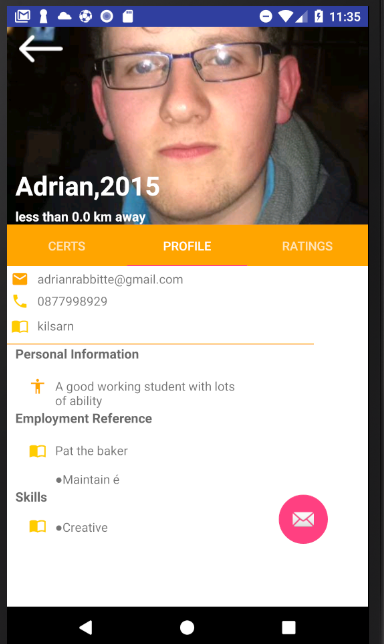 11:35
Adrian,2015
less than 0.0 km away
CERTS PROFILE RATINGS
adrianrabbitte@gmail.com
0877998929
kilsarn
Personal Information
A good working student with lots
of ability
Employment Reference
Pat the baker
●Maintain é
Skills
●Creative